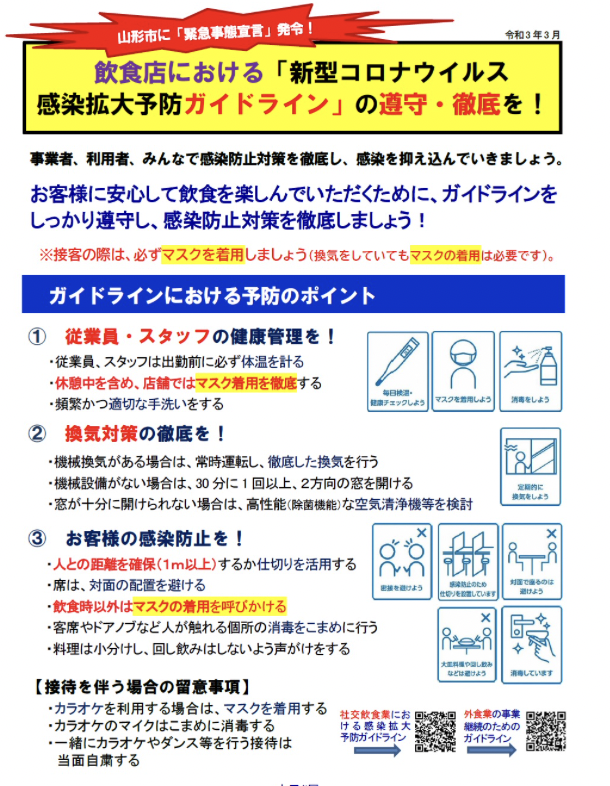 山形市に「緊急事態宣言」発令！
令和３年３月
飲食店における「新型コロナウイルス
感染拡大予防ガイドライン」の遵守・徹底を！
事業者、利用者、みんなで感染防止対策を徹底し、感染を抑え込んでいきましょう。
お客様に安心して飲食を楽しんでいただくために、ガイドラインを
しっかり遵守し、感染防止対策を徹底しましょう！
※接客の際は、必ずマスクを着用しましょう（換気をしていてもマスクの着用は必要です）。
ガイドラインにおける予防のポイント
① 従業員・スタッフの健康管理を！
・従業員、スタッフは出勤前に必ず体温を計る
・休憩中を含め、店舗ではマスク着用を徹底する
・頻繁かつ適切な手洗いをする
毎日検温・
健康チェックしよう
マスクを着用しよう
消毒をしよう
② 換気対策の徹底を！
・機械換気がある場合は、常時運転し、徹底した換気を行う
・機械設備がない場合は、30分に１回以上、２方向の窓を開ける
・窓が十分に開けられない場合は、高性能（除菌機能）な空気清浄機等を検討
定期的に
換気をしよう
③ お客様の感染防止を！
・人との距離を確保（１ｍ以上）するか仕切りを活用する
・席は、対面の配置を避ける
・飲食時以外はマスクの着用を呼びかける
・客席やドアノブなど人が触れる個所の消毒をこまめに行う
・料理は小分けし、回し飲みはしないよう声がけをする
密接を避けよう
感染防止のため
仕切りを設置しています
対面で座るのは
避けよう
大皿料理や回し飲み
などは避けよう
消毒しています
【接待を伴う場合の留意事項】
・カラオケを利用する場合は、マスクを着用する
・カラオケのマイクはこまめに消毒する
・一緒にカラオケやダンス等を行う接待は
当面自粛する
社交飲食業にお
ける感染拡大
予防ガイドライン
外食業の事業
継続のための
ガイドライン